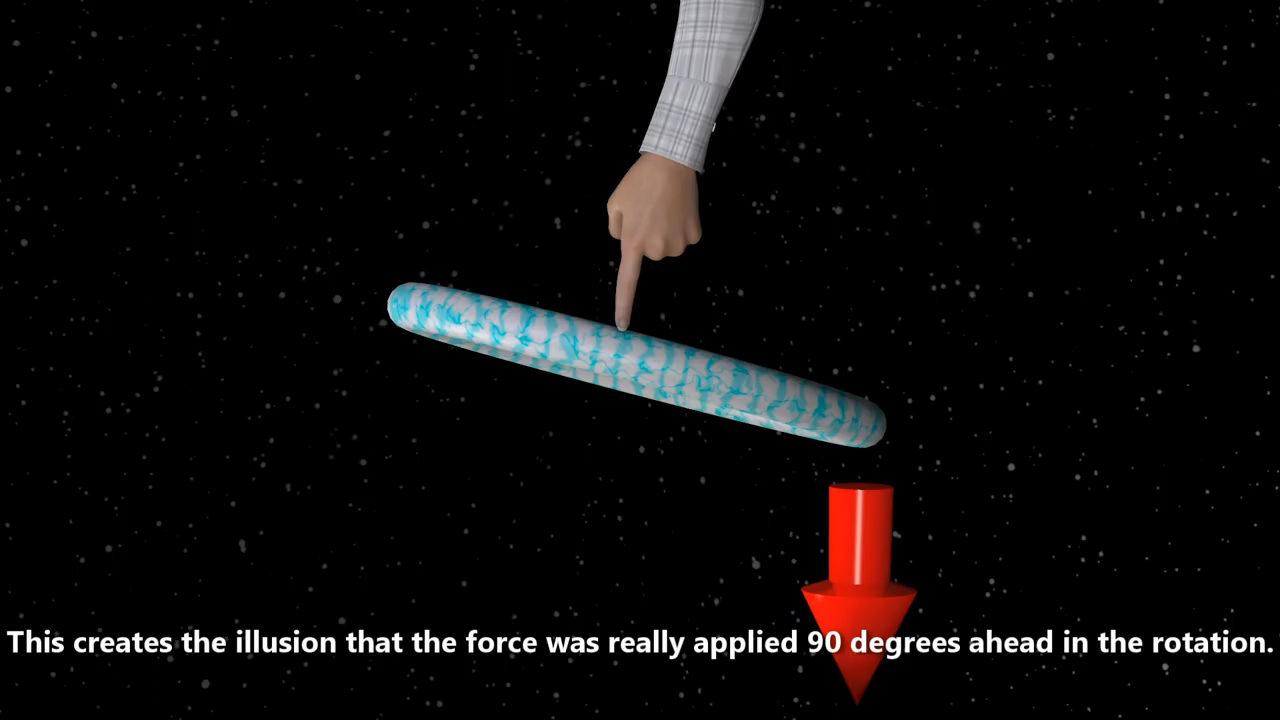 This creates the illusion that the force was really applied 90 degrees ahead in the rotation.